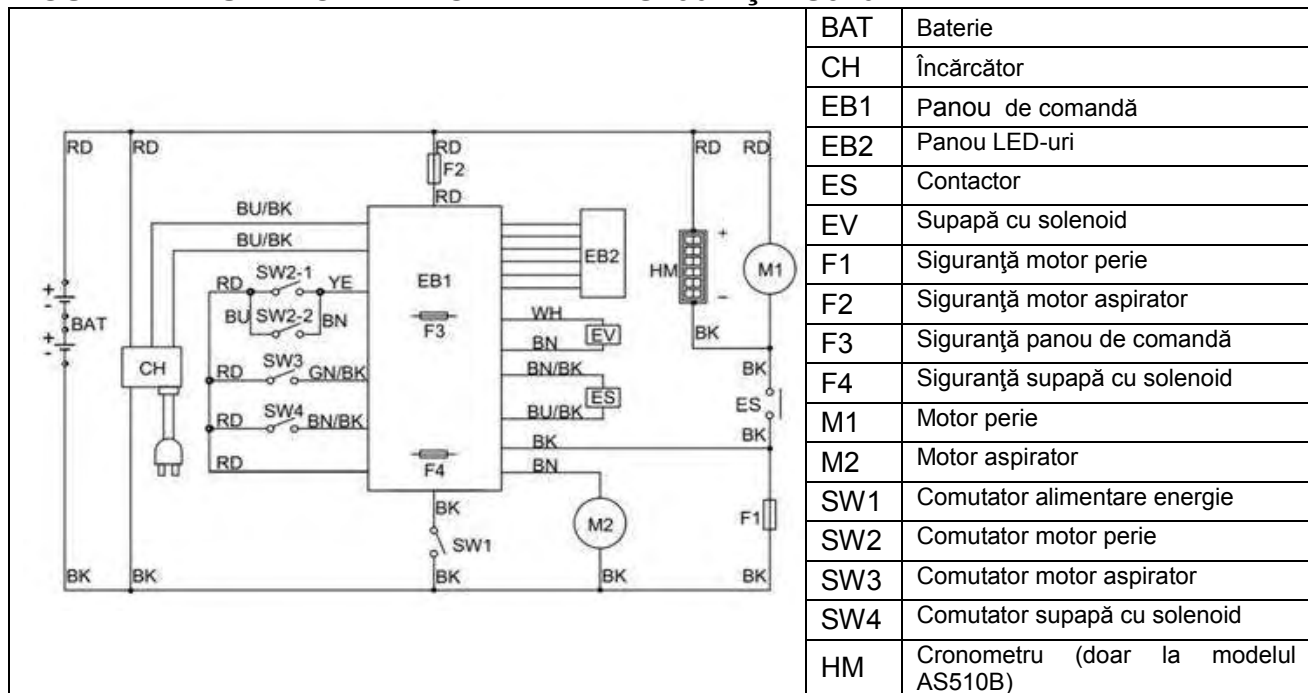 BAT Baterie
CH Încărcător
EB1 Panou de comandă
EB2 Panou LED-uri
ES Contactor
EV Supapă cu solenoid
F1 Siguranţă motor perie
F2 Siguranţă motor aspirator
F3 Siguranţă panou de comandă
F4 Siguranţă supapă cu solenoid
M1 Motor perie
M2 Motor aspirator
SW1 Comutator alimentare energie
SW2 Comutator motor perie
SW3 Comutator motor aspirator
SW4 Comutator supapă cu solenoid
HM Cronometru (doar la modelul
AS510B)
RD RD RD RD RD
F2
RD
BU/BK
BU/BK
SW2-1
RD YE
BU SW2-2 BN
SW3
RD GN/BK
SW4
RD BN/BK
RD
EB1
F3
F4
EB2
HM
+
-
M1
WH
EV
BN
BN/BK
ES
BU/BK
BK
BN
BK
BK
ES
BK
+
-
BAT
+
-
CH
BK
SW1
M2
F1
BK BK BK BK BK